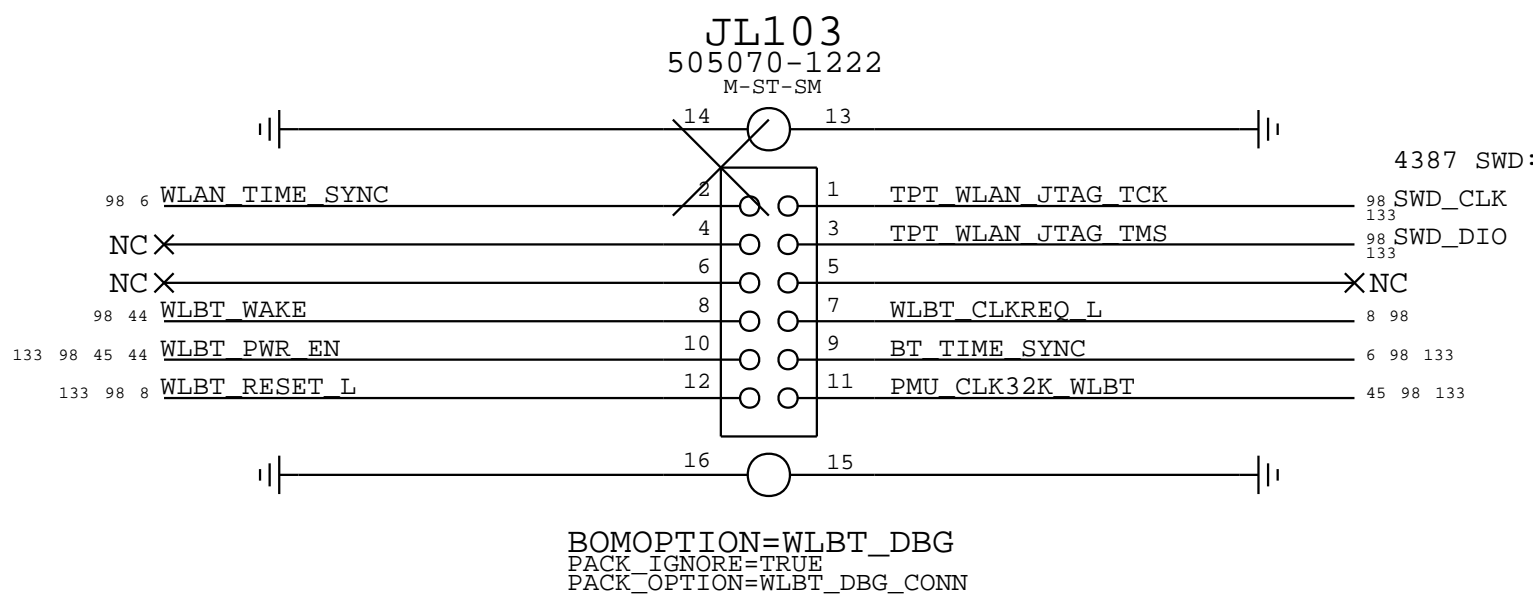 JL103
505070-1222
M-ST-SM
14 13
4387 SWD:
98 6 WLAN_TIME_SYNC 2 1 TPT_WLAN_JTAG_TCK 98 133 SWD_CLK
NC 4 3 TPT_WLAN_JTAG_TMS 98 133 SWD_DIO
NC 6 5 NC
98 44 WLBT_WAKE 8 7 WLBT_CLKREQ_L 8 98
133 98 45 44 WLBT_PWR_EN 10 9 BT_TIME_SYNC 6 98 133
133 98 8 WLBT_RESET_L 12 11 PMU_CLK32K_WLBT 45 98 133
16 15
BOMOPTION=WLBT_DBG
PACK_IGNORE=TRUE
PACK_OPTION=WLBT_DBG_CONN